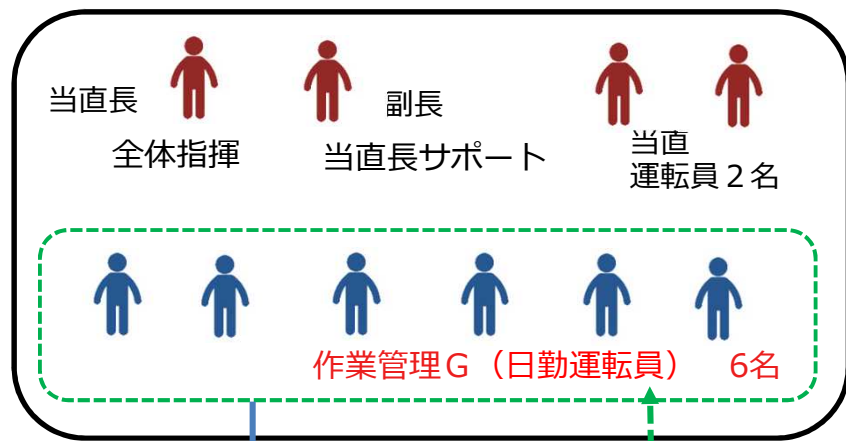 当直長
全体指揮
副長
当直長サポート
当直
運転員２名
作業管理Ｇ（日勤運転員）　6名